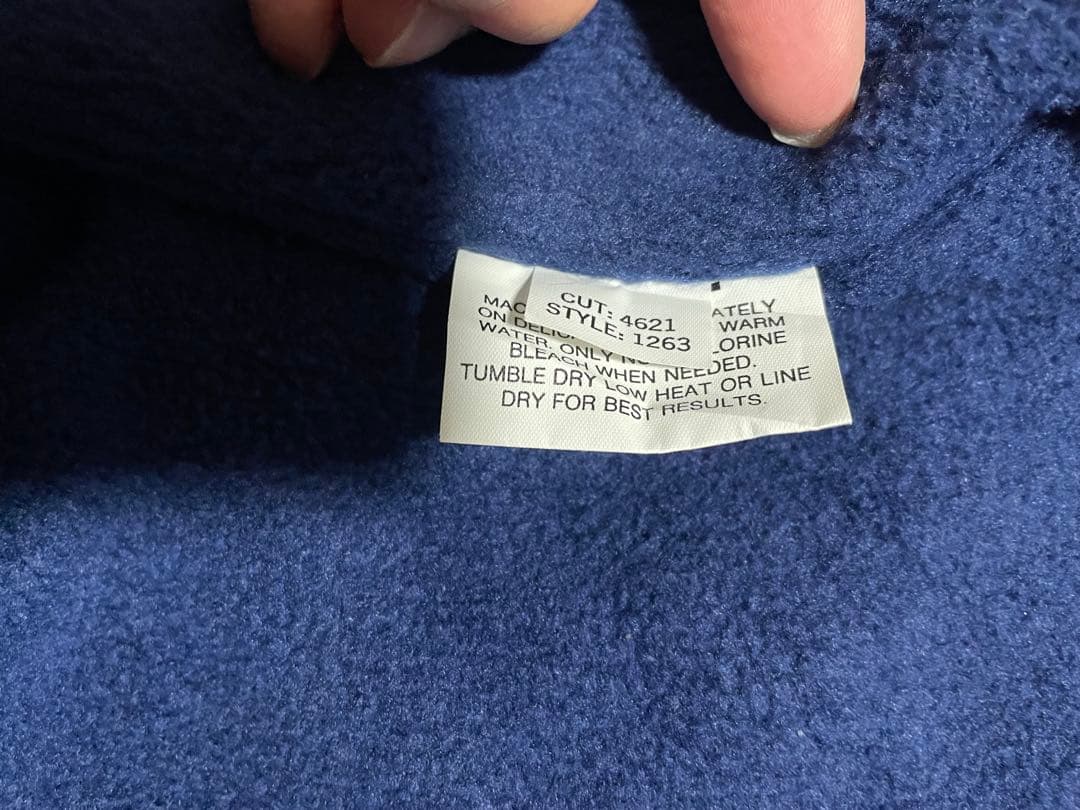 CUT: 4621
STYLE: 1263
MAC ATELY
ON DELIC WARM
WATER. ONLY N LORINE
BLEACH WHEN NEEDED.
TUMBLE DRY LOW HEAT OR LINE
DRY FOR BEST RESULTS.